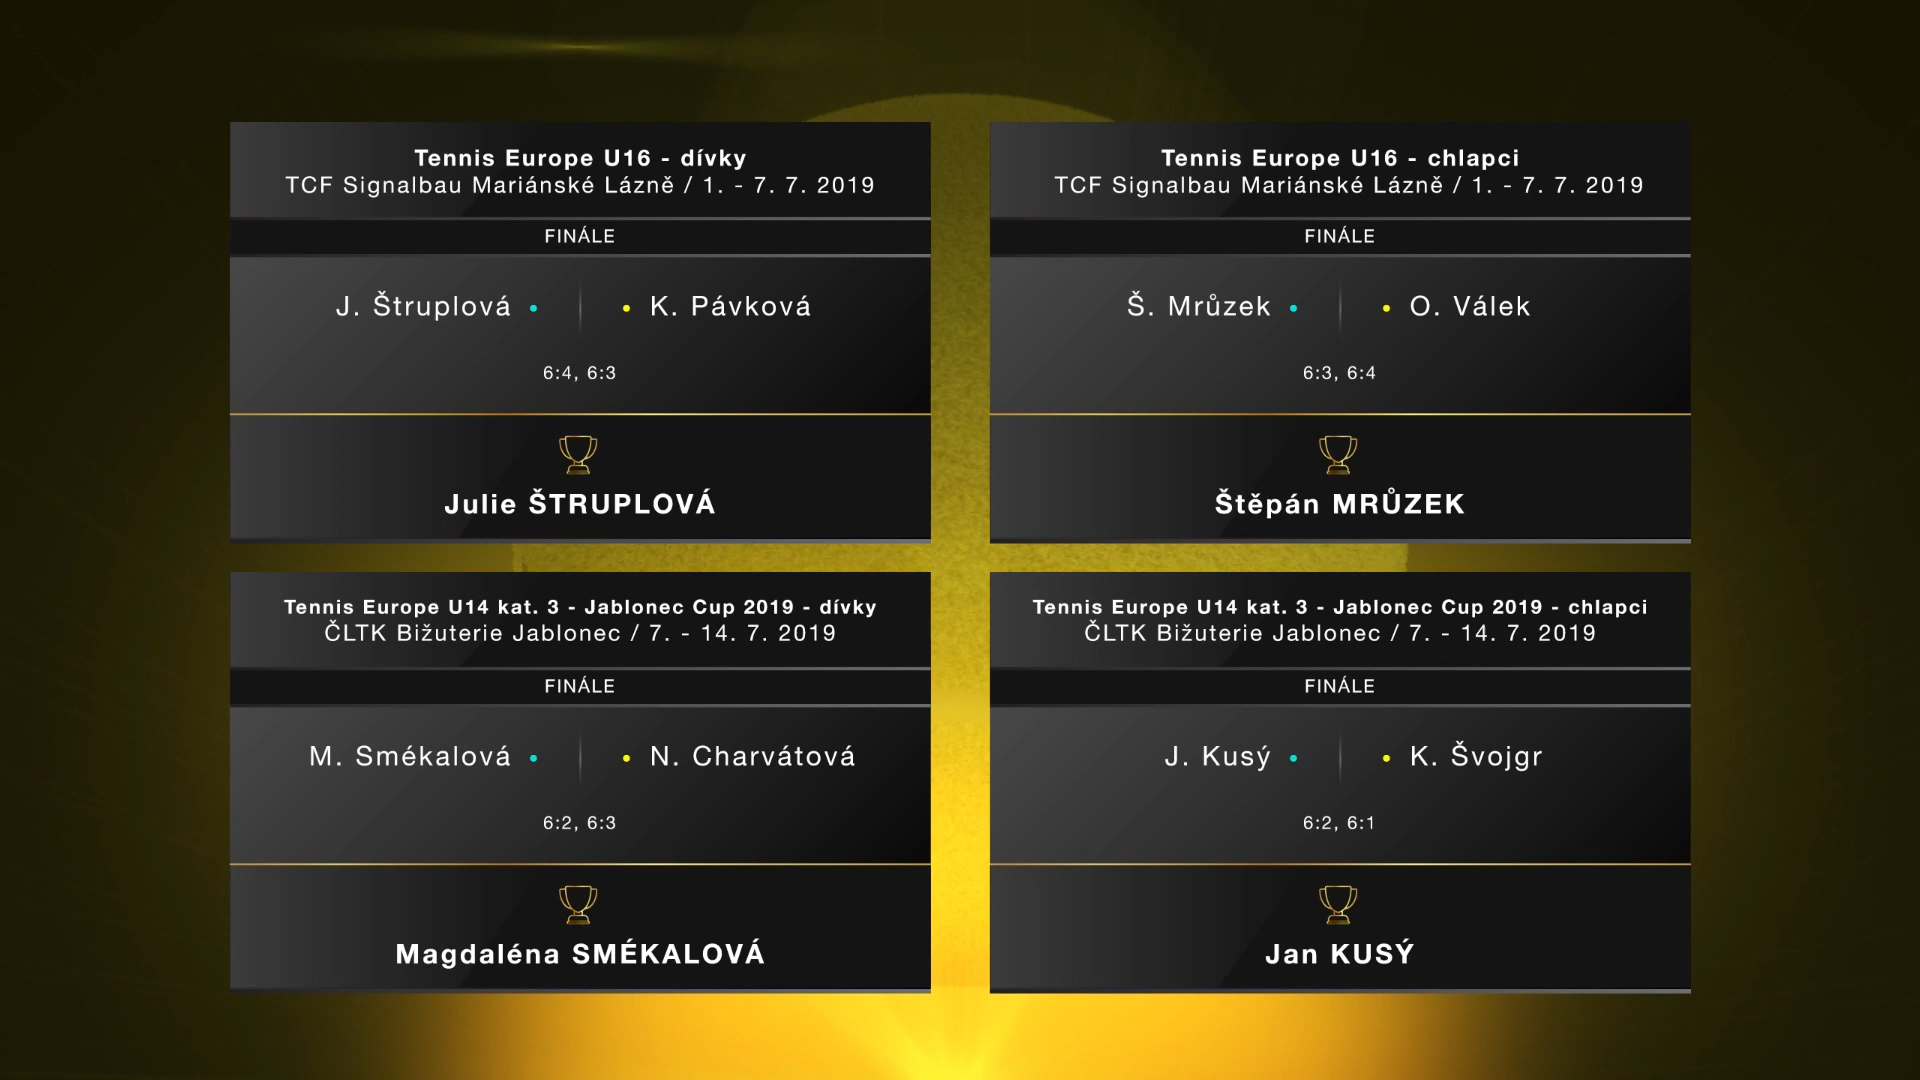 Tennis Europe U16 - dívky
TCF Signalbau Mariánské Lázně / 1. - 7. 7. 2019
FINÁLE
J. Štruplová K. Pávková
6:4, 6:3
Julie ŠTRUPLOVÁ
Tennis Europe U16 - chlapci
TCF Signalbau Mariánské Lázně / 1. - 7. 7. 2019
FINÁLE
Š. Mrůzek O. Válek
6:3, 6:4
Štěpán MRŮZEK
Tennis Europe U14 kat. 3 - Jablonec Cup 2019 - dívky
ČLTK Bižuterie Jablonec / 7. - 14. 7. 2019
FINÁLE
M. Smékalová N. Charvátová
6:2, 6:3
Magdaléna SMÉKALOVÁ
Tennis Europe U14 kat. 3 - Jablonec Cup 2019 - chlapci
ČLTK Bižuterie Jablonec / 7. - 14. 7. 2019
FINÁLE
J. Kusý K. Švojgr
6:2, 6:1
Jan KUSÝ